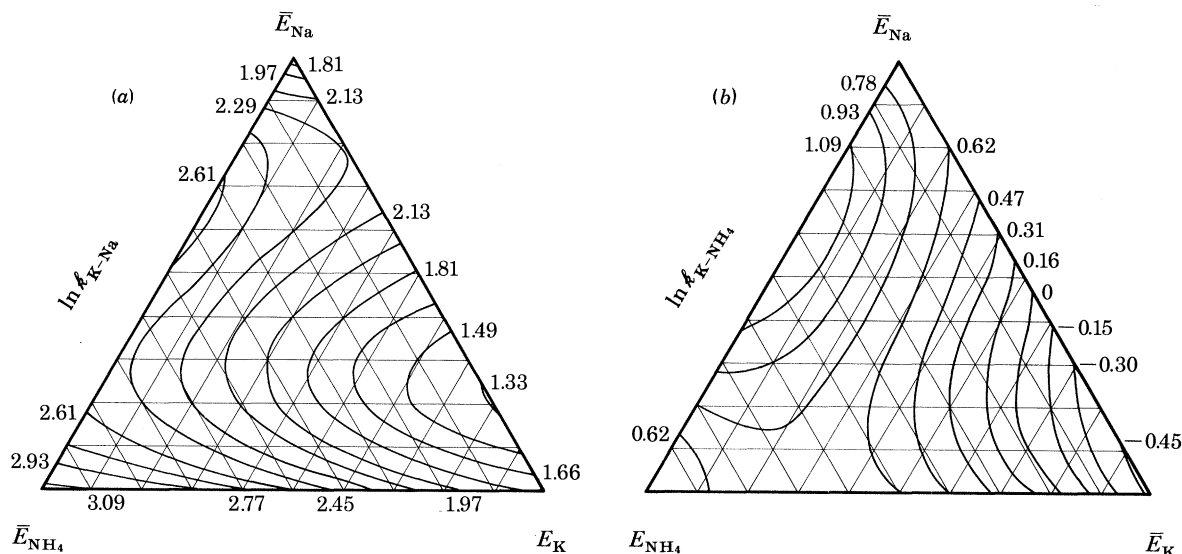 (a)
Ē_Na
1.97
1.81
2.29
2.13
2.61
2.13
ln 𝓀_K–Na
1.81
1.49
1.33
2.61
2.93
1.66
3.09
2.77
2.45
1.97
Ē_NH₄
E_K
(b)
Ē_Na
0.78
0.93
1.09
0.62
0.47
0.31
ln 𝓀_K–NH₄
0.16
0
—0.15
—0.30
0.62
—0.45
E_NH₄
Ē_K